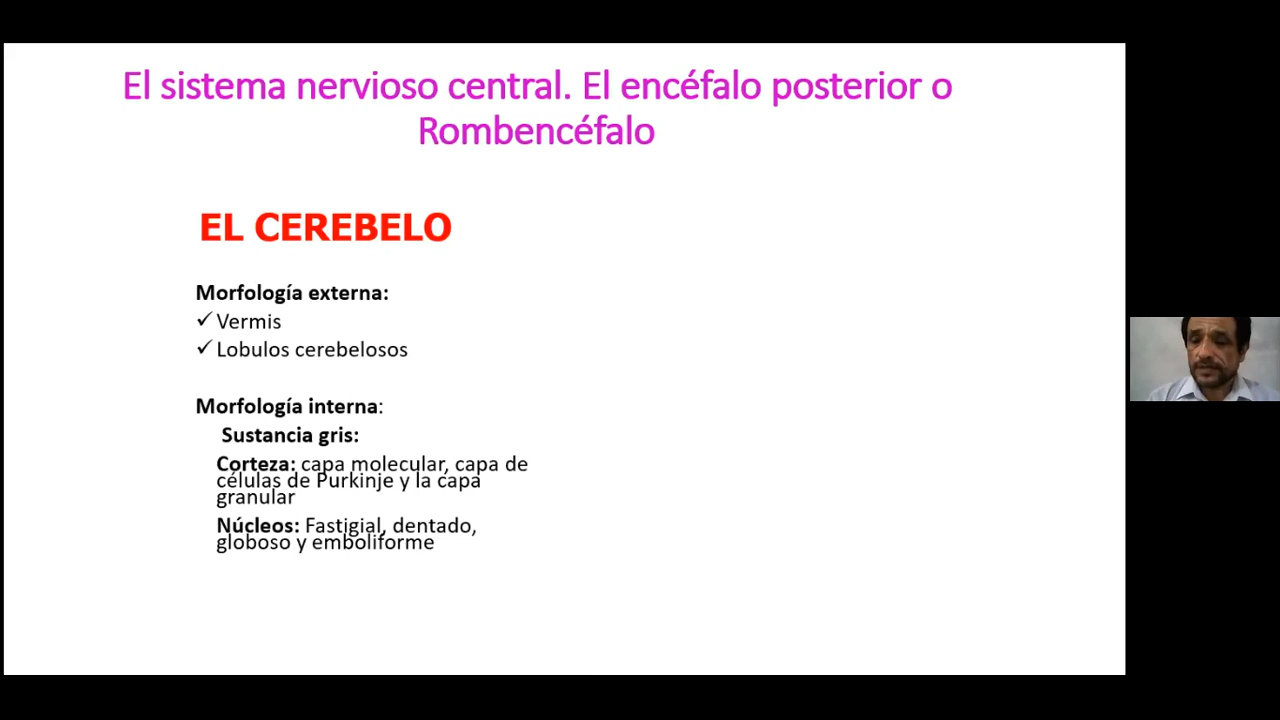 El sistema nervioso central. El encéfalo posterior o
Rombencéfalo
EL CEREBELO
Morfología externa:
✓Vermis
✓Lobulos cerebelosos
Morfología interna:
Sustancia gris:
Corteza: capa molecular, capa de
células de Purkinje y la capa
granular
Núcleos: Fastigial, dentado,
globoso y emboliforme